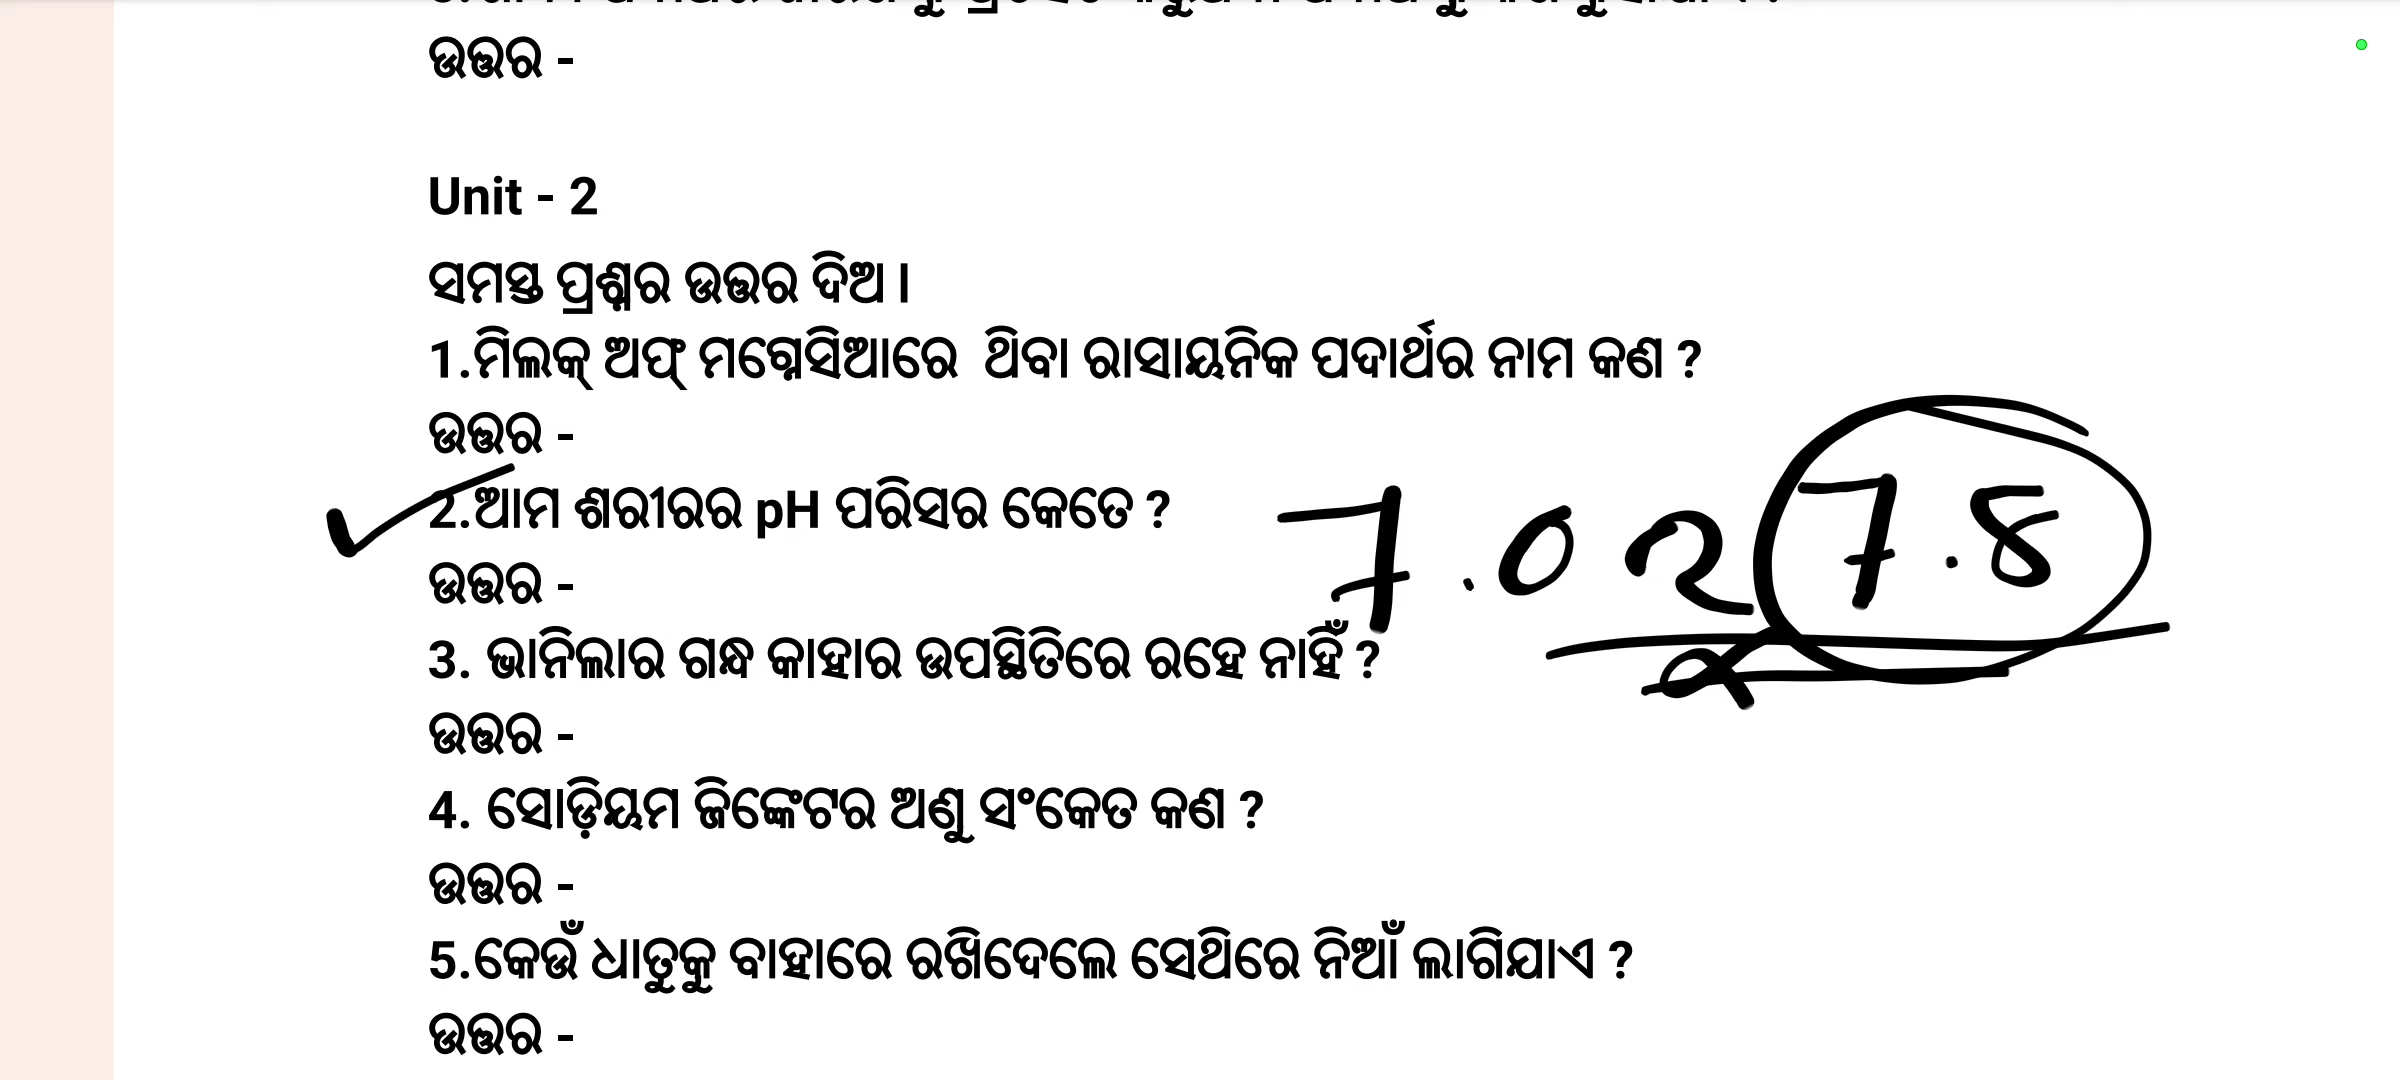 ଉତ୍ତର -
Unit - 2
ସମସ୍ତ ପ୍ରଶ୍ନର ଉତ୍ତର ଦିଅ ।
1.ମିଲକ୍ ଅଫ୍ ମଗ୍ନେସିଆରେ ଥିବା ରାସାୟନିକ ପଦାର୍ଥର ନାମ କଣ ?
ଉତ୍ତର -
2.ଆମ ଶରୀରର pH ପରିସର କେତେ ?
7.0 ୨ 7.8
ଉତ୍ତର -
3. ଭାନିଲାର ଗନ୍ଧ କାହାର ଉପସ୍ଥିତିରେ ରହେ ନାହିଁ ?
ଉତ୍ତର -
4. ସୋଡ଼ିୟମ ଜିଙ୍କେଟର ଅଣୁ ସଂକେତ କଣ ?
ଉତ୍ତର -
5.କେଉଁ ଧାତୁକୁ ବାହାରେ ରଖିଦେଲେ ସେଥିରେ ନିଆଁ ଲାଗିଯାଏ ?
ଉତ୍ତର -